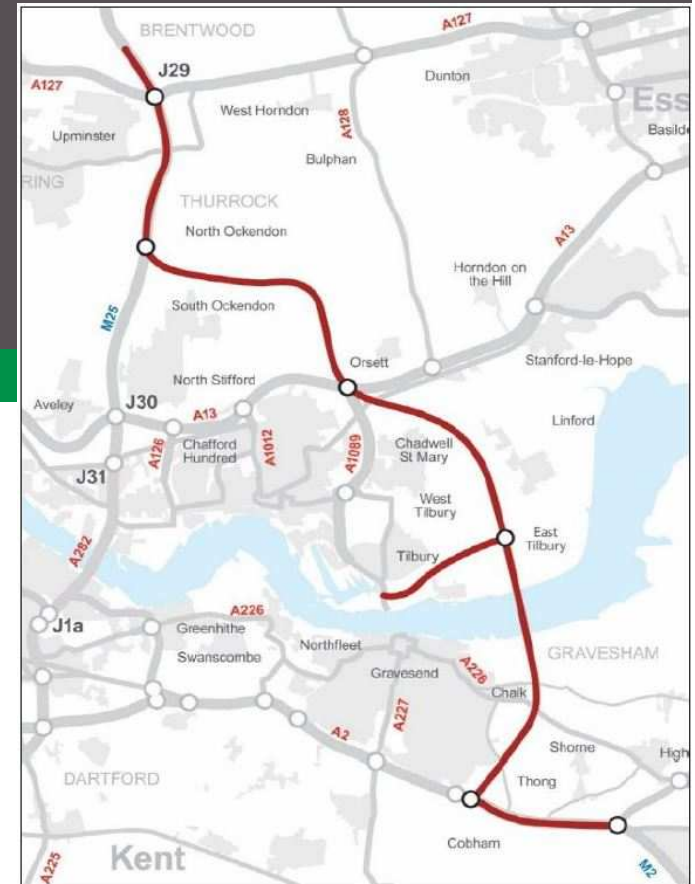 BRENTWOOD
A127
J29
Dunton
A127
West Horndon
A128
Ess
Upminster
Basilde
Bulphan
RING
THURROCK
North Ockendon
A13
Horndon on
the Hill
M25
South Ockendon
Orsett
Stanford-le-Hope
North Stifford
Aveley
J30
A13
Linford
Chafford
Hundred
A126
A1012
A1089
Chadwell
St Mary
J31
West
Tilbury
East
Tilbury
A282
Tilbury
A226
J1a
Greenhithe
Northfleet
GRAVESHAM
Swanscombe
Gravesend
A226
Chalk
A227
A2
Shorne
High
Thong
DARTFORD
Cobham
Kent
A225
M2